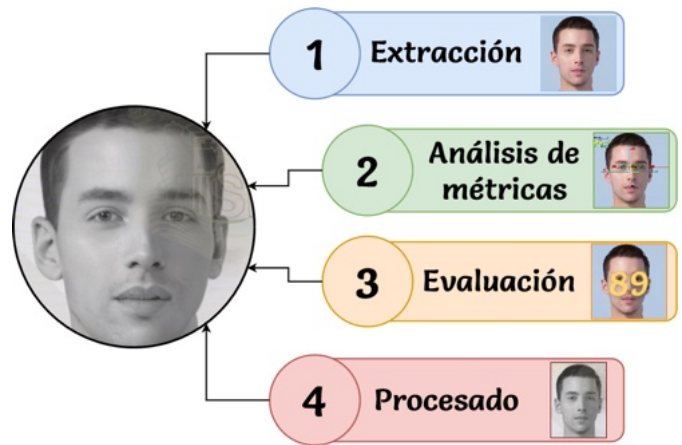 1 Extracción
2 Análisis de
métricas
3 Evaluación 89
4 Procesado